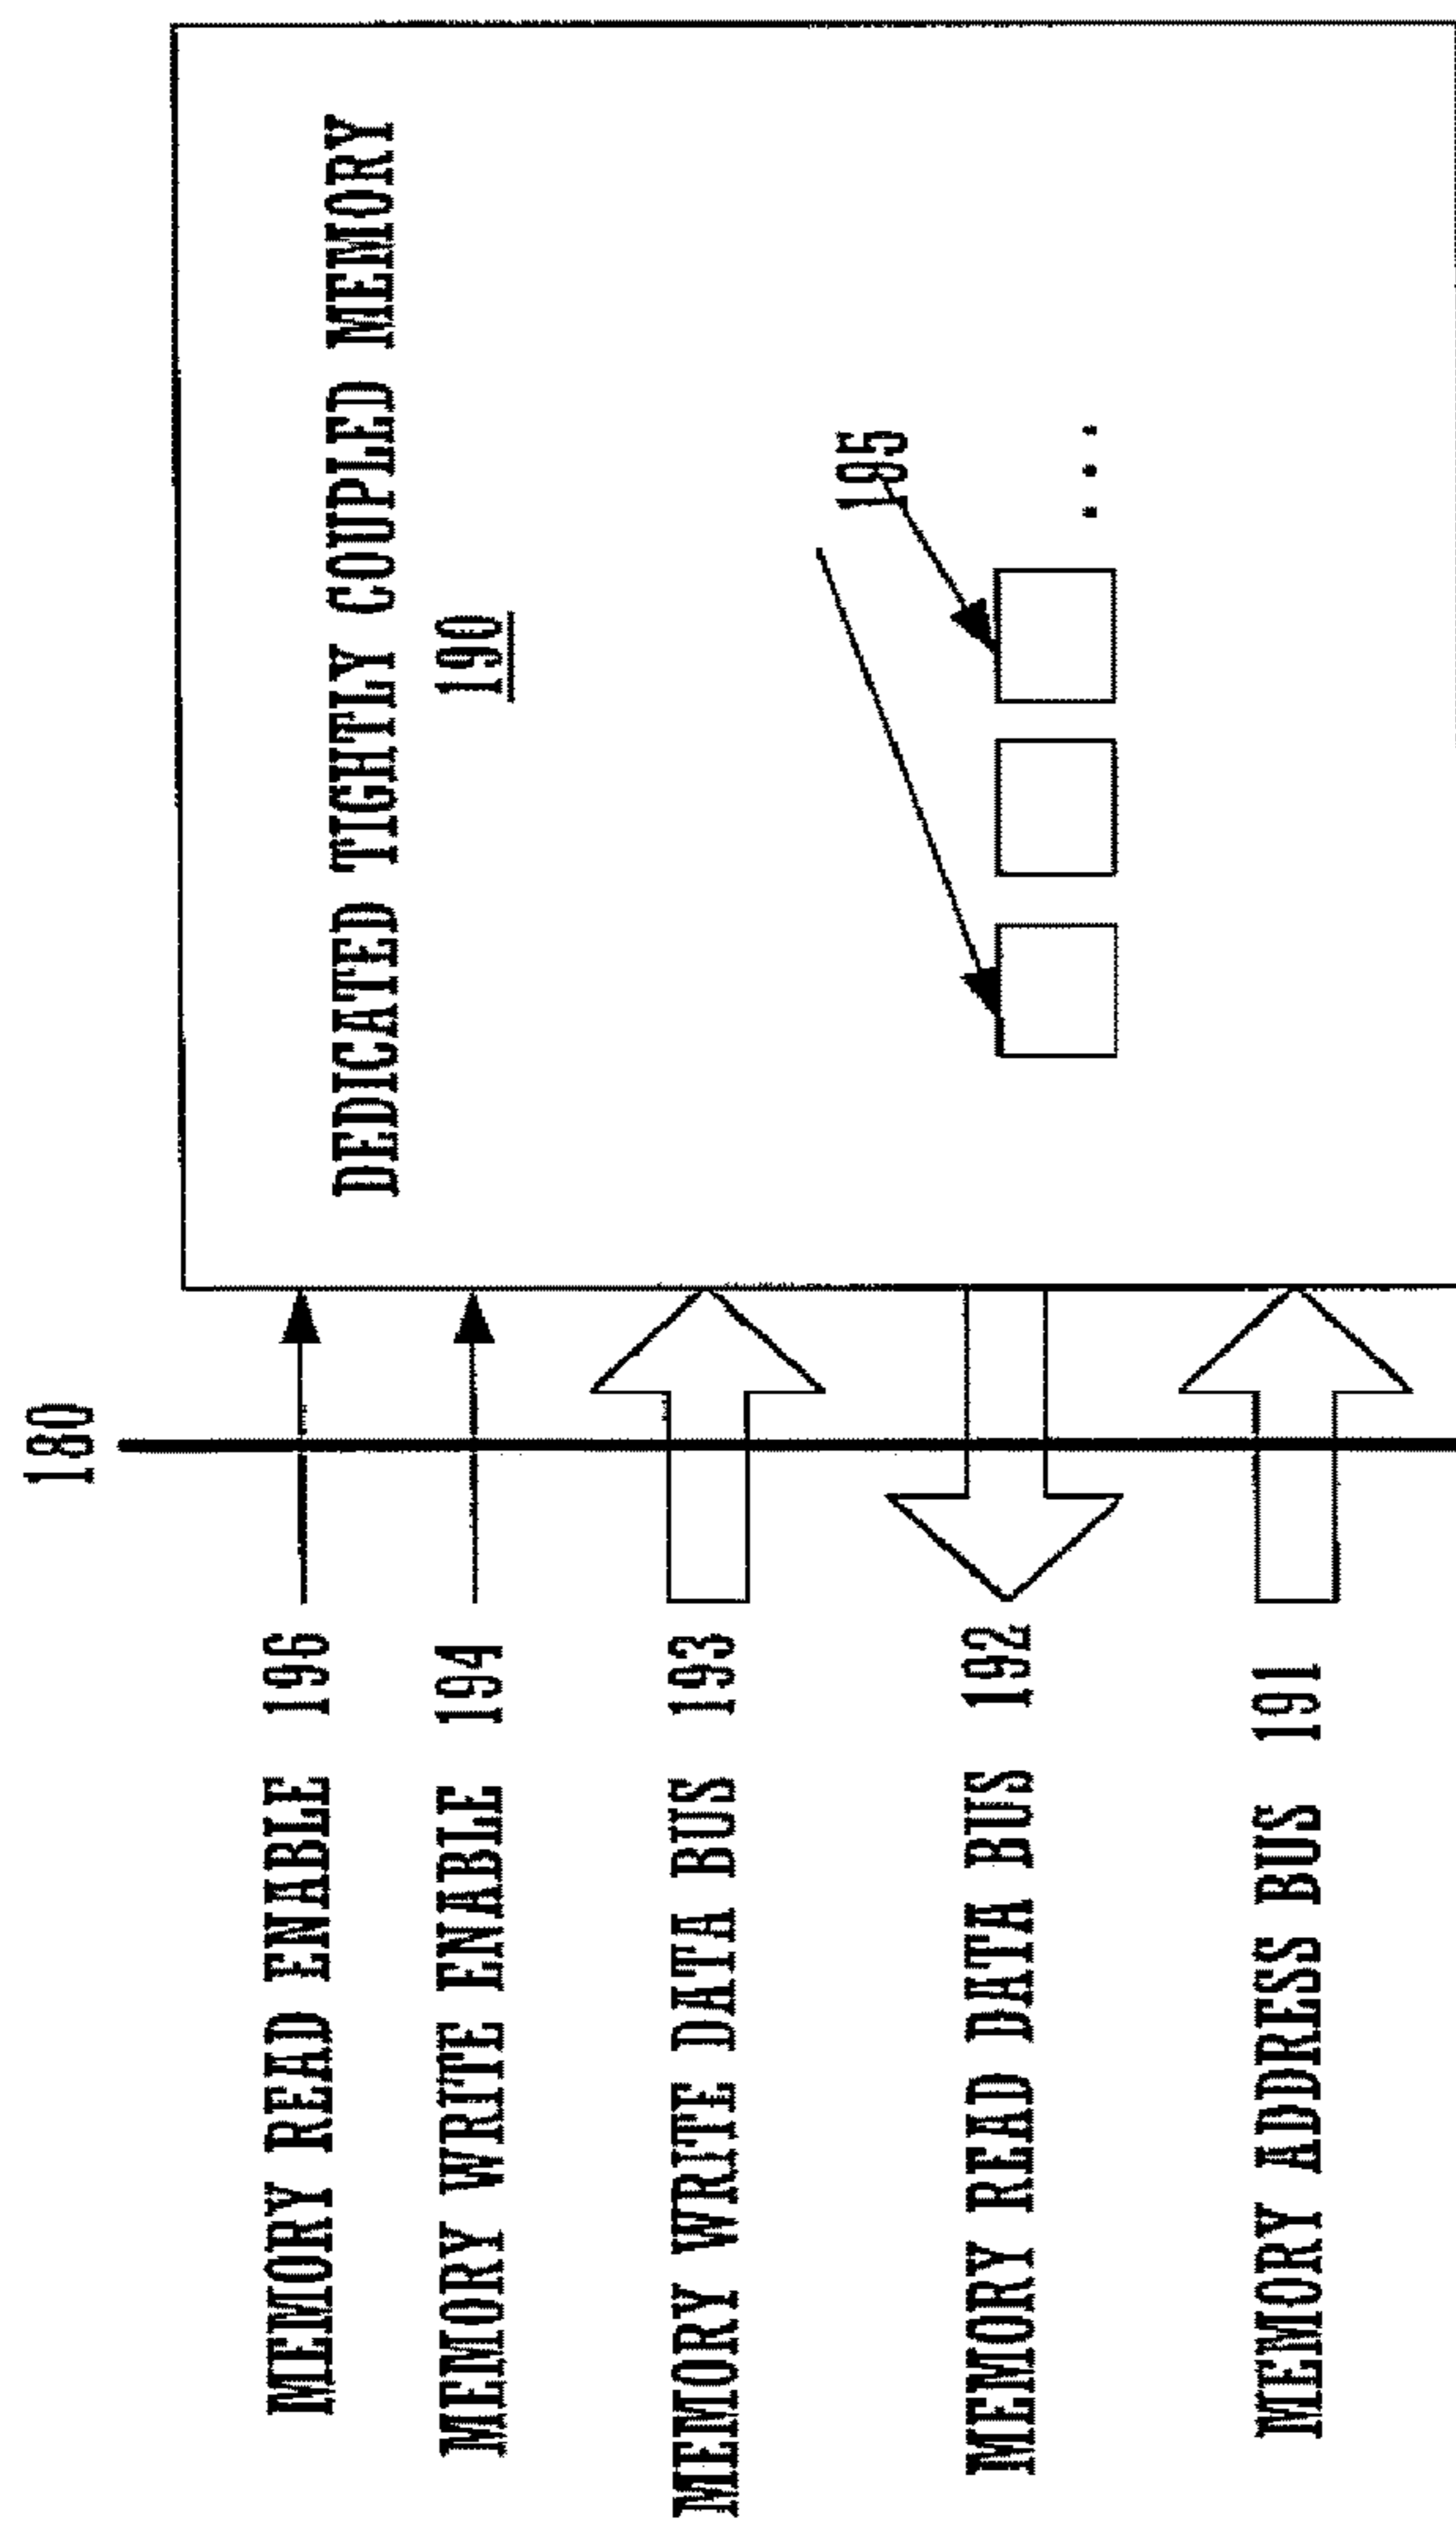 180
MEMORY READ ENABLE 196
MEMORY WRITE ENABLE 194
MEMORY WRITE DATA BUS 193
MEMORY READ DATA BUS 192
MEMORY ADDRESS BUS 191
DEDICATED TIGHTLY COUPLED MEMORY
190
195
...